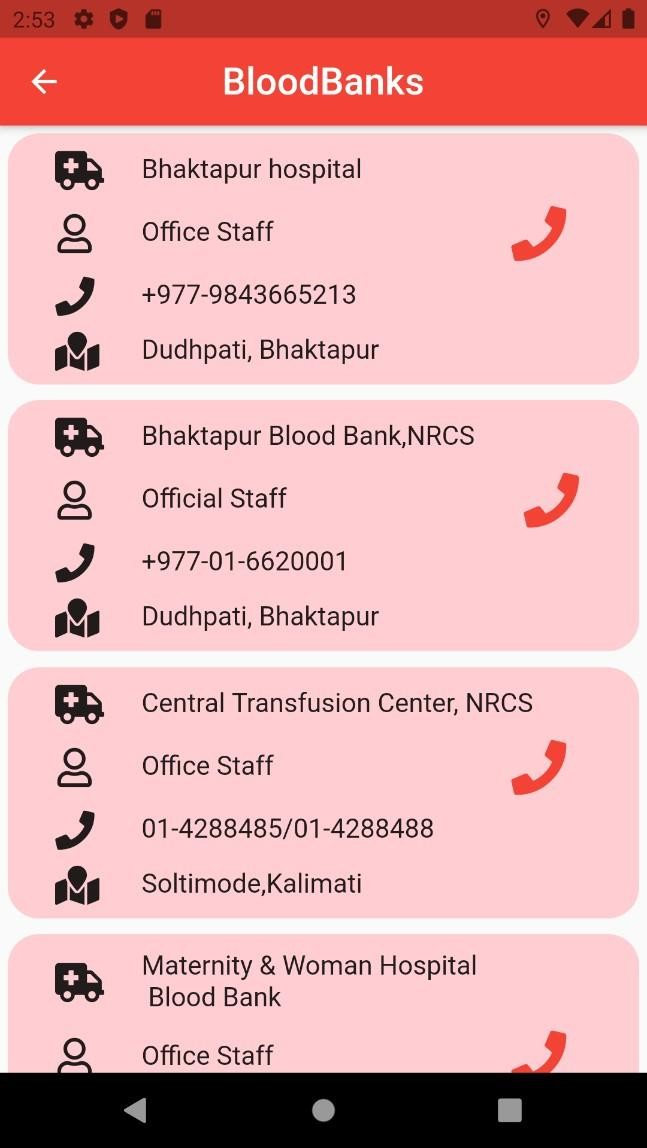 2:53
BloodBanks
Bhaktapur hospital
Office Staff
+977-9843665213
Dudhpati, Bhaktapur
Bhaktapur Blood Bank,NRCS
Official Staff
+977-01-6620001
Dudhpati, Bhaktapur
Central Transfusion Center, NRCS
Office Staff
01-4288485/01-4288488
Soltimode,Kalimati
Maternity & Woman Hospital
Blood Bank
Office Staff